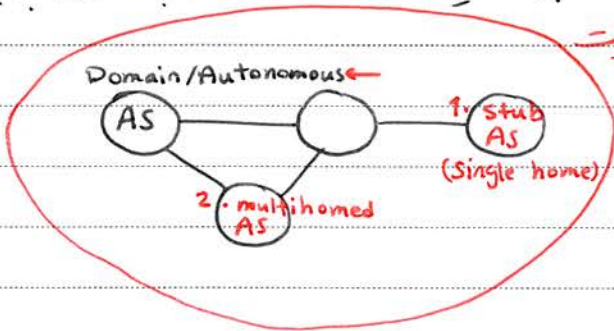 Domain/Autonomous
AS
1. stub
AS
(Single home)
2. multihomed
AS